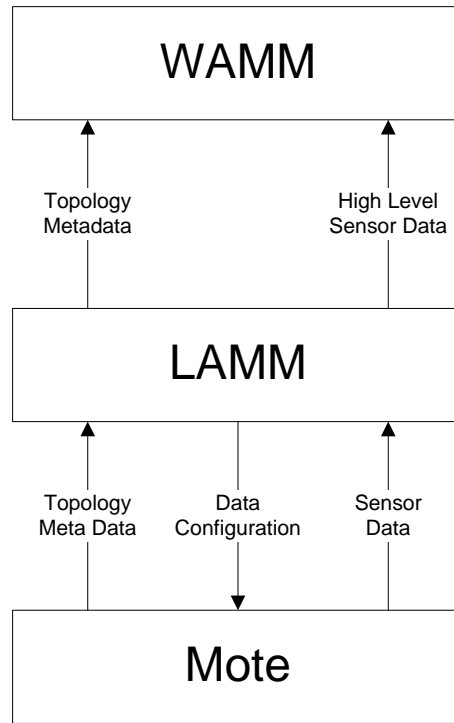 WAMM
Topology
Metadata
High Level
Sensor Data
LAMM
Topology
Meta Data
Data
Configuration
Sensor
Data
Mote